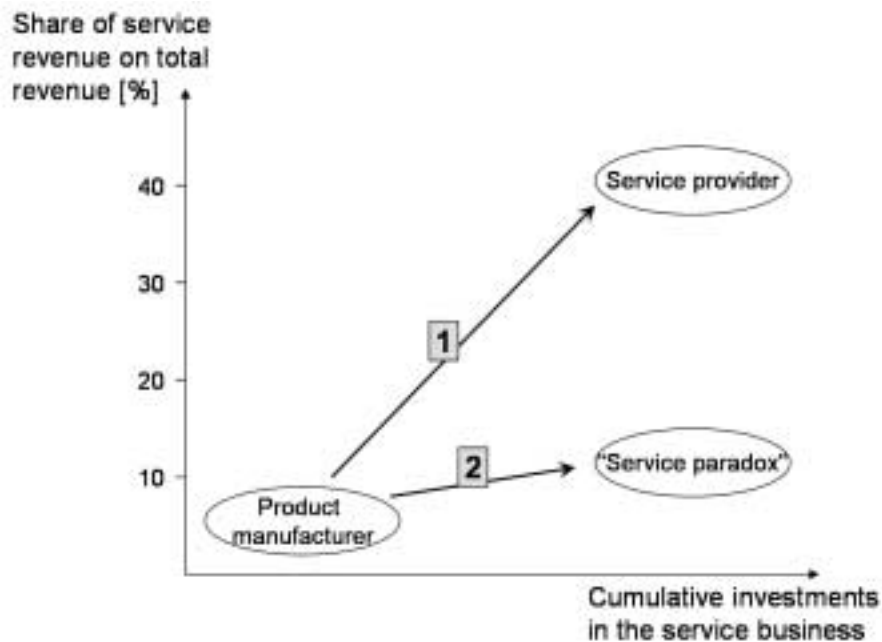 Share of service
revenue on total
revenue [%]
40
Service provider
30
1
20
2
"Service paradox"
10
Product
manufacturer
Cumulative investments
in the service business